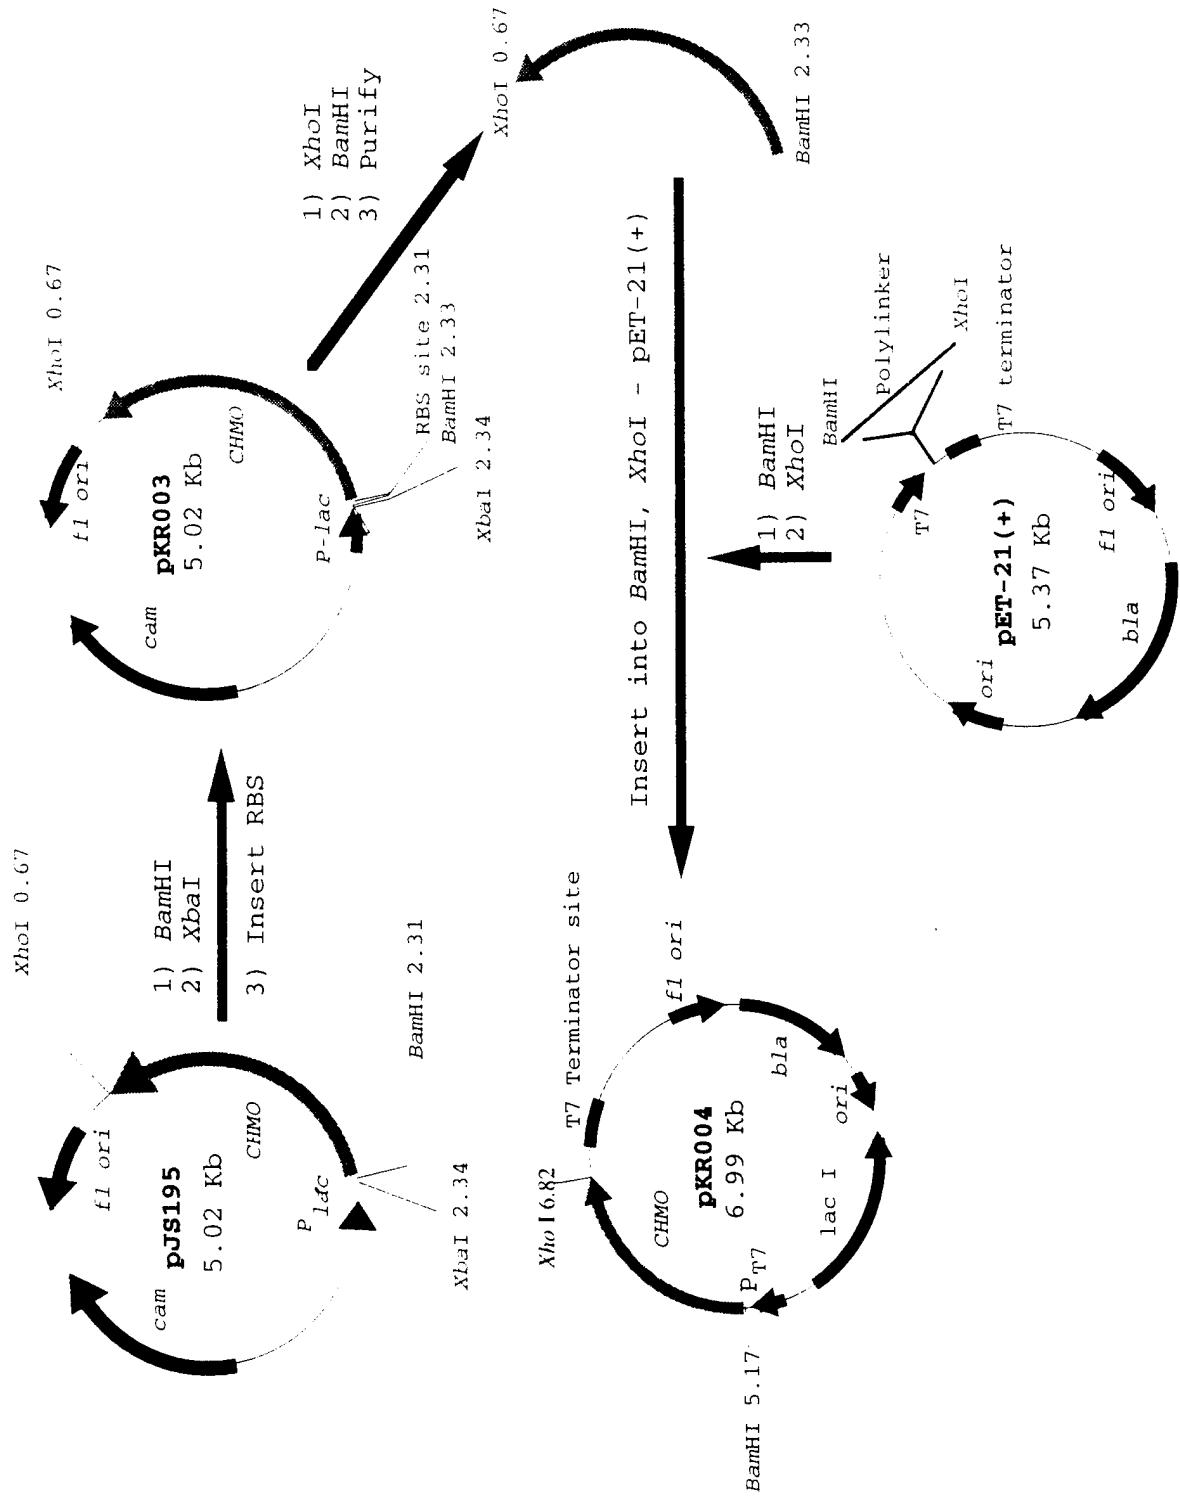 XhoI 0.67
f1 ori
cam
pJS195
5.02 Kb
CHMO
P lac
BamHI 2.31
XbaI 2.34
1) BamHI
2) XbaI
3) Insert RBS
XhoI 0.67
f1 ori
cam
pKR003
5.02 Kb
CHMO
P-lac
RBS site 2.31
BamHI 2.33
XbaI 2.34
1) XhoI
2) BamHI
3) Purify
XhoI 0.67
BamHI 2.33
Insert into BamHI, XhoI - pET-21(+)
1) BamHI
2) XhoI
BamHI
Polylinker
XhoI
T7
T7 terminator
pET-21(+)
5.37 Kb
f1 ori
ori
bla
XhoI 6.82
T7 Terminator site
f1 ori
CHMO
pKR004
6.99 Kb
bla
ori
lac I
PT7
BamHI 5.17